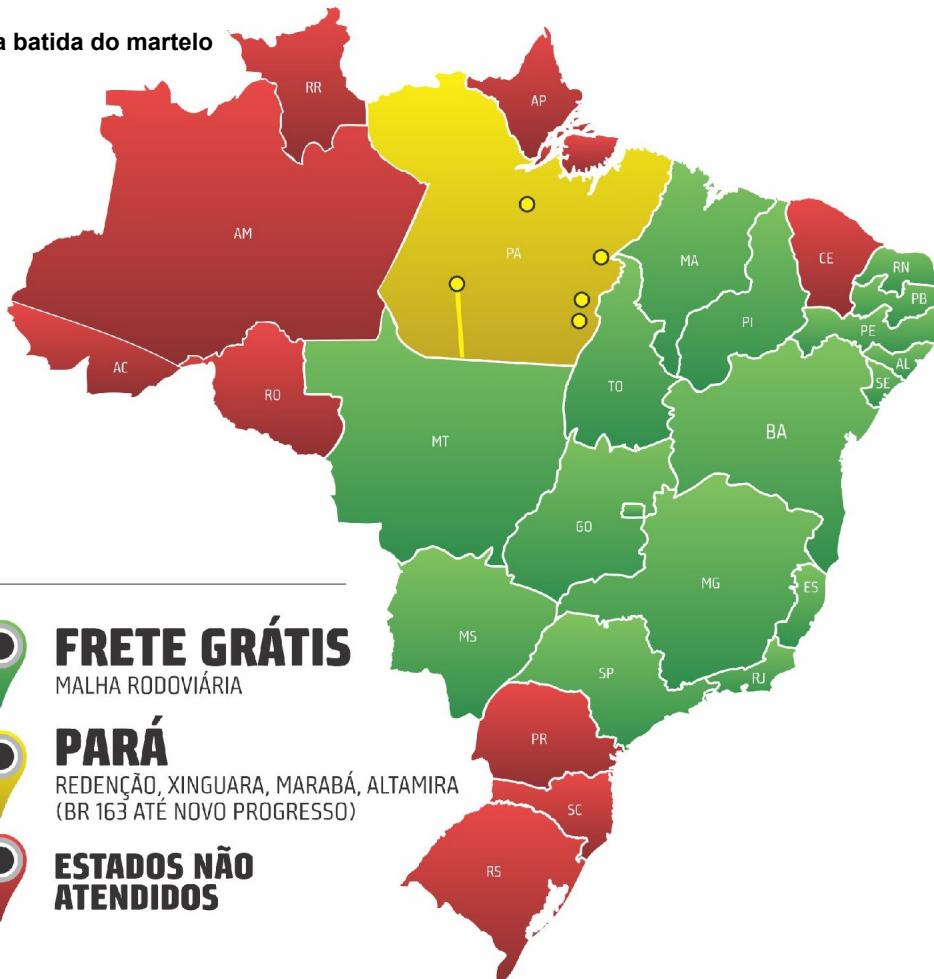 a batida do martelo
RR
AP
AM
PA
MA
CE
RN
PB
PI
PE
AL
SE
AC
RO
TO
MT
BA
GO
MG
ES
MS
SP
RJ
PR
SC
RS
FRETE GRÁTIS
MALHA RODOVIÁRIA
PARÁ
REDENÇÃO, XINGUARA, MARABÁ, ALTAMIRA
(BR 163 ATÉ NOVO PROGRESSO)
ESTADOS NÃO
ATENDIDOS